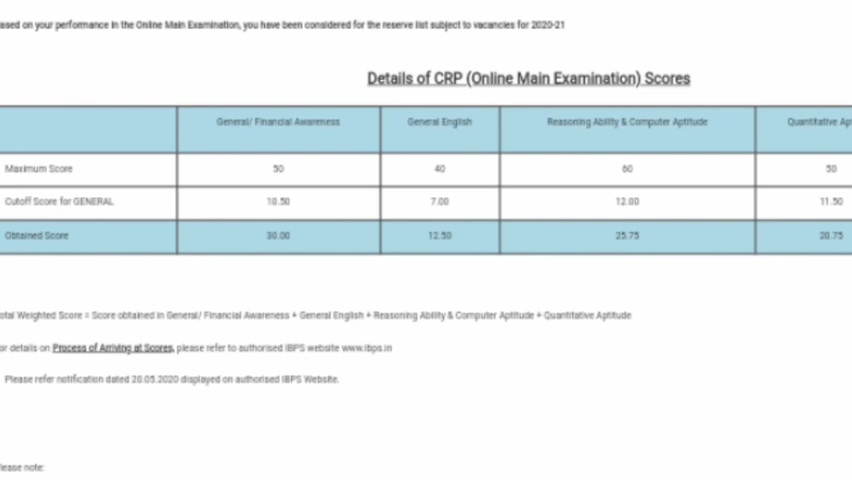 ased on your performance in the Online Main Examination, you have been considered for the reserve list subject to vacancies for 2020-21
Details of CRP (Online Main Examination) Scores
General/ Financial Awareness General English Reasoning Ability & Computer Aptitude Quantitative Apt
Maximum Score 50 40 60 50
Cutoff Score for GENERAL 10.50 7.00 12.00 11.50
Obtained Score 30.00 12.50 25.75 20.75
otal Weighted Score = Score obtained in General/ Financial Awareness + General English + Reasoning Ability & Computer Aptitude + Quantitative Aptitude
or details on Process of Arriving at Scores, please refer to authorised IBPS website www.ibps.in
Please refer notification dated 20.05.2020 displayed on authorised IBPS Website.
lease note: